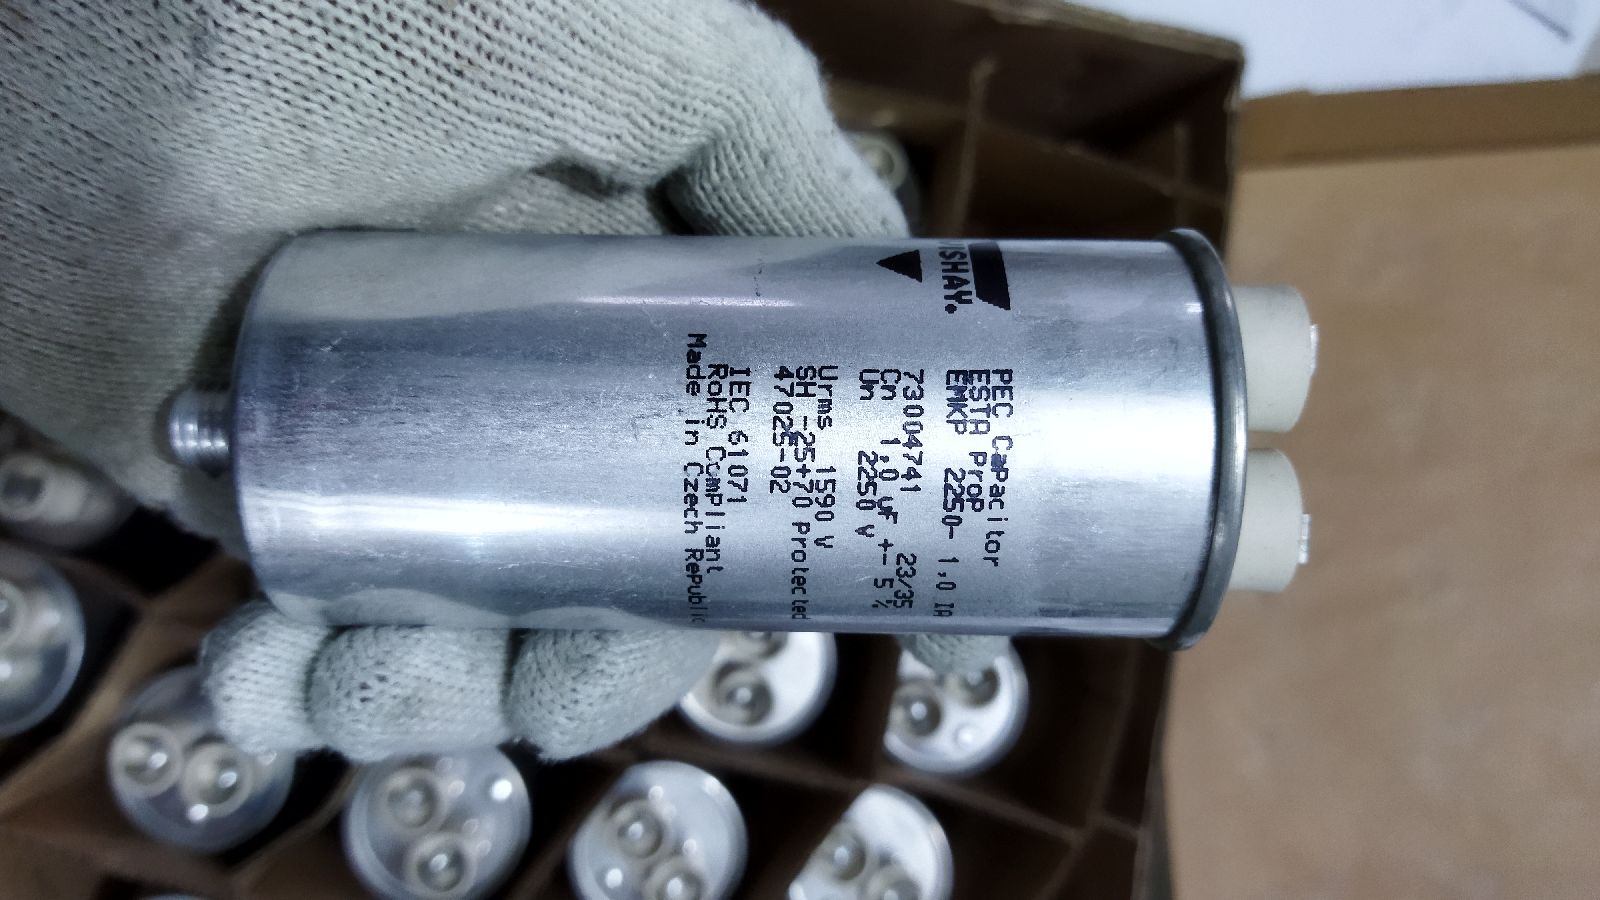 VISHAY.
PEC Capacitor
ESTA Prop
EMKP 2250- 1,0 IA
73004741 23/35
Cn 1,0 uF +- 5 %
Un 2250 V
Urms 1590 V
SH -25+70 Protected
47025-02
IEC 61071
RoHS Compliant
Made in Czech Republic